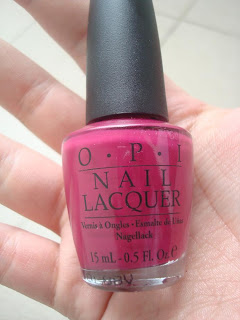 O · P · I
NAIL
LACQUER
Vernis à Ongles - Esmalte de Uñas
Nagellack
15 mL - 0.5 Fl. Oz e